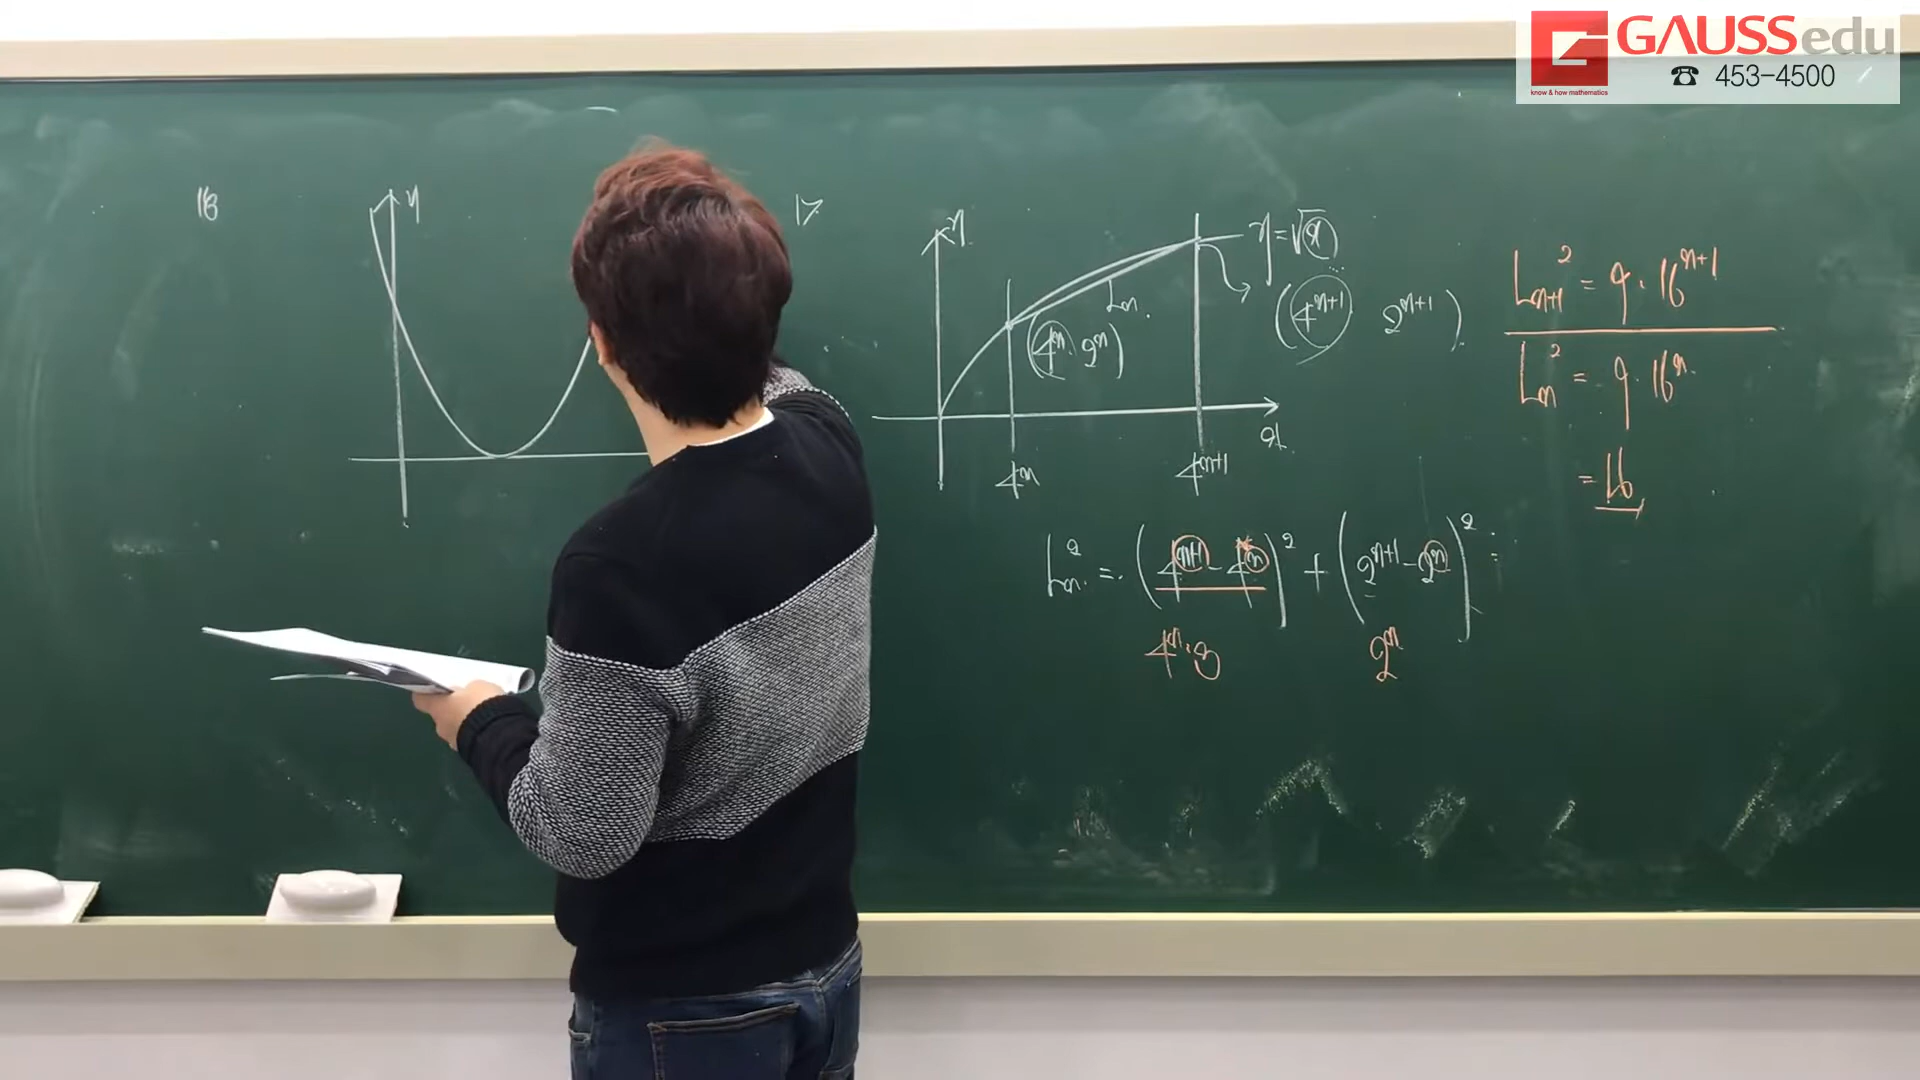 GAUSSedu
know & how mathematics
☎ 453-4500
18
y
17
y
y=√x
Lₙ
(4ⁿ 2ⁿ)
(4ⁿ⁺¹ 2ⁿ⁺¹)
x
4ⁿ
4ⁿ⁺¹
Lₙ² = (4ⁿ⁺¹ - 4ⁿ)² + (2ⁿ⁺¹ - 2ⁿ)²
4ⁿ·3
2ⁿ
Lₙ₊₁² = 9·16ⁿ⁺¹
Lₙ² = 9·16ⁿ
= 16